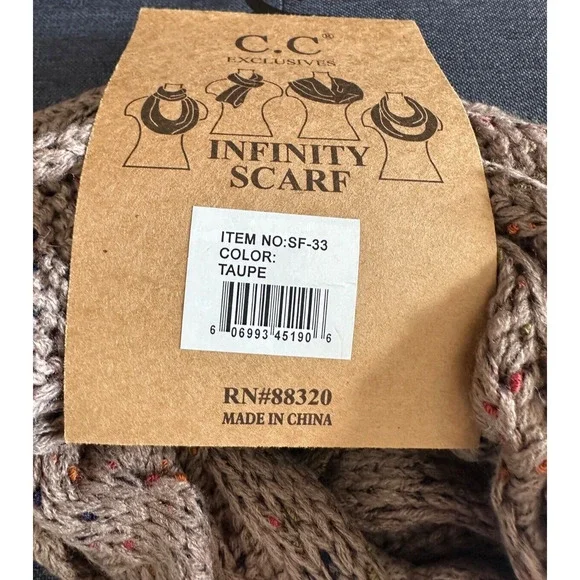 C.C®
EXCLUSIVES
INFINITY
SCARF
ITEM NO:SF-33
COLOR:
TAUPE
6 06993 45190 6
RN#88320
MADE IN CHINA